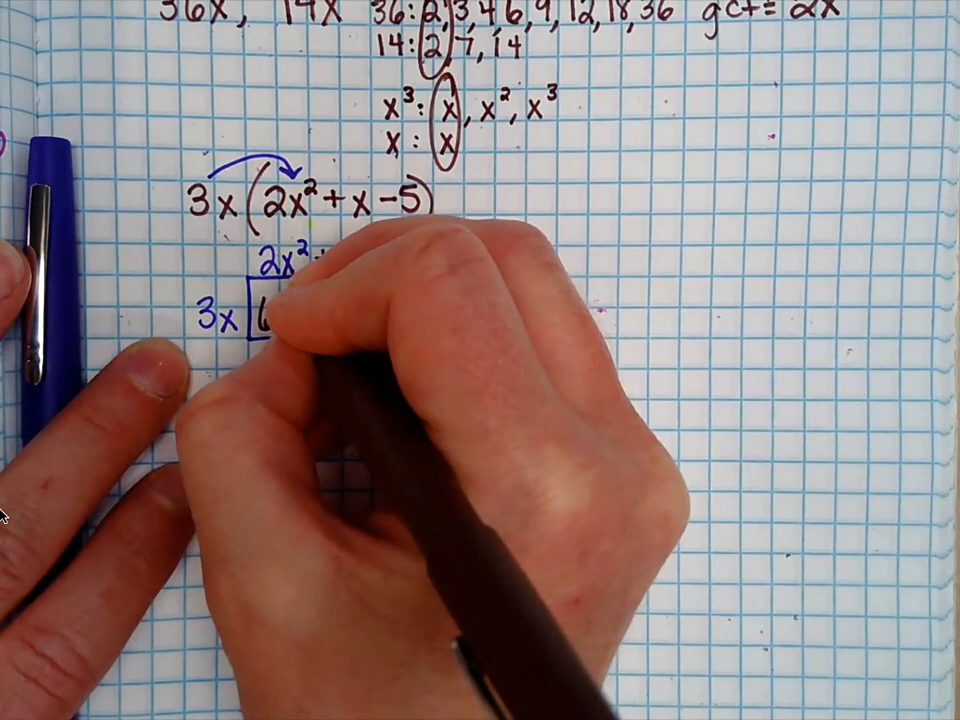 36x, 14x 36: 2, 3, 4 6, 9, 12, 18, 36 gcf = 2x
14: 2, 7, 14
x³: x, x², x³
x: x
3x (2x² + x - 5)
2x²
3x 6